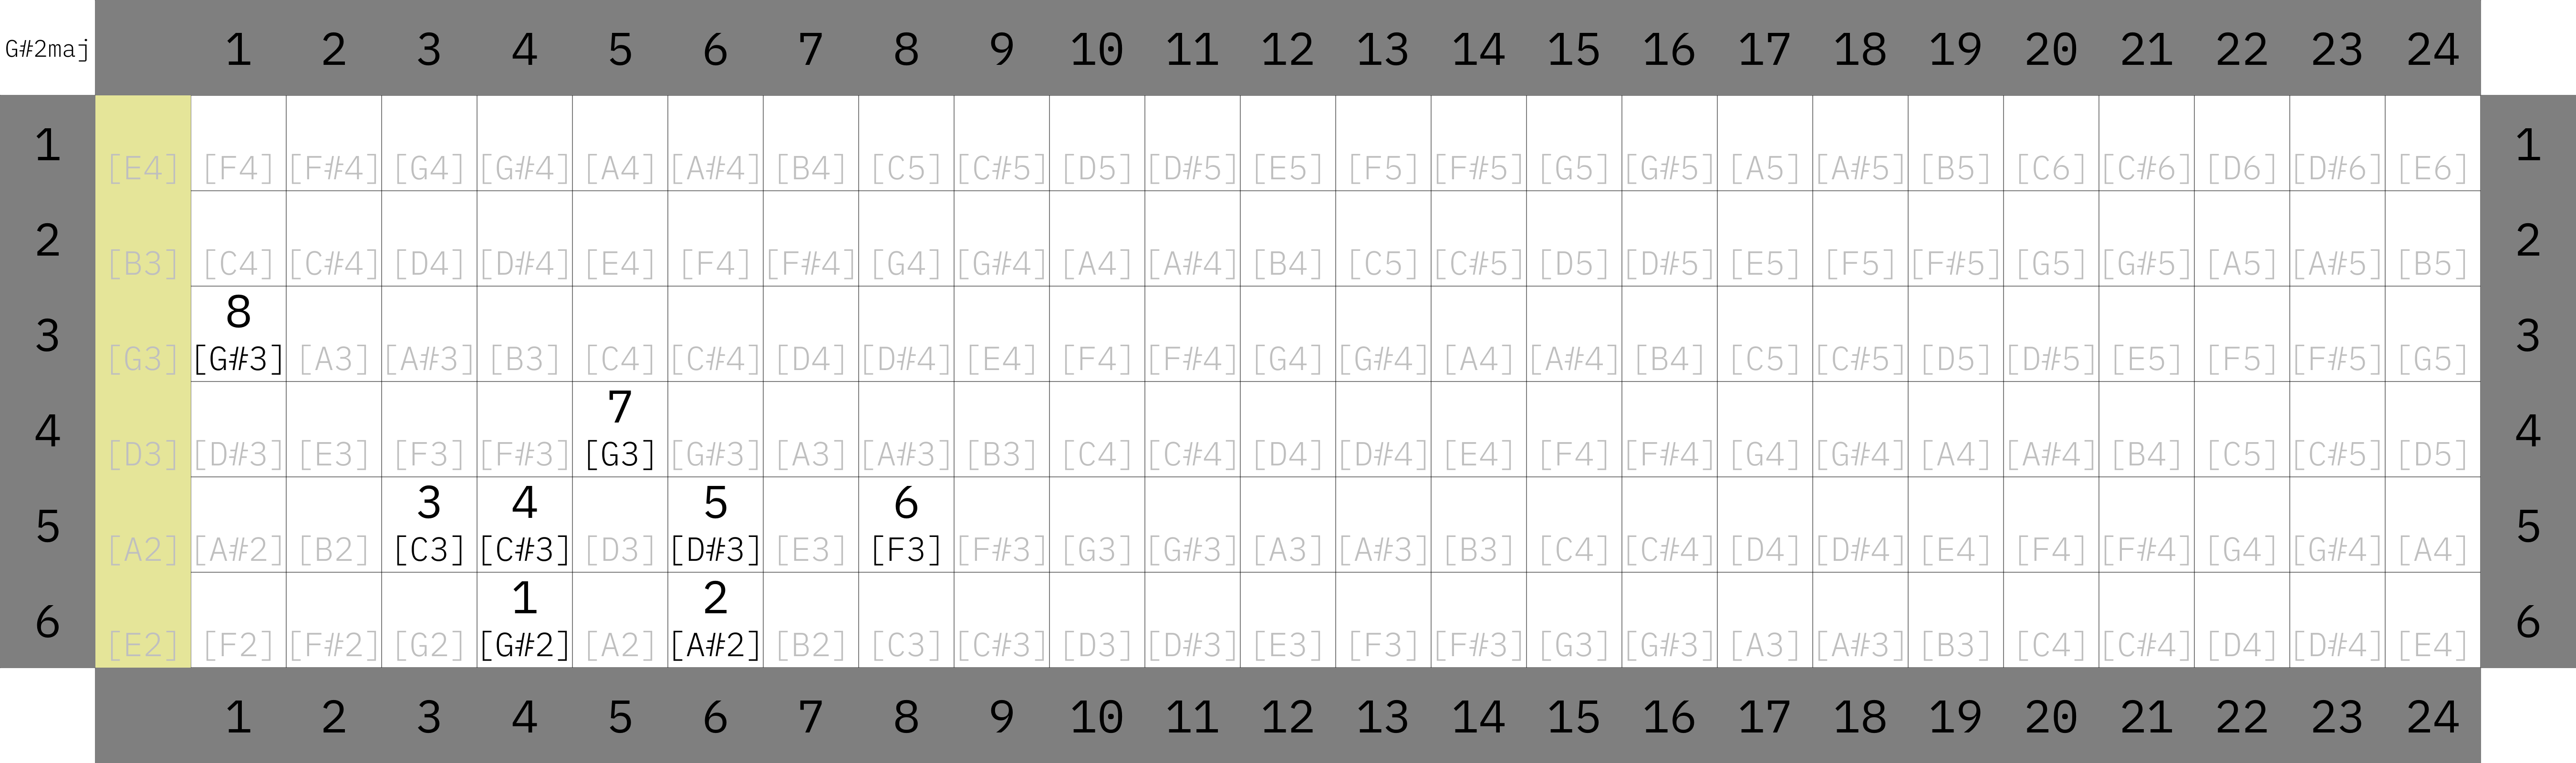 G#2maj 1 2 3 4 5 6 7 8 9 10 11 12 13 14 15 16 17 18 19 20 21 22 23 24
1 [E4] [F4] [F#4] [G4] [G#4] [A4] [A#4] [B4] [C5] [C#5] [D5] [D#5] [E5] [F5] [F#5] [G5] [G#5] [A5] [A#5] [B5] [C6] [C#6] [D6] [D#6] [E6] 1
2 [B3] [C4] [C#4] [D4] [D#4] [E4] [F4] [F#4] [G4] [G#4] [A4] [A#4] [B4] [C5] [C#5] [D5] [D#5] [E5] [F5] [F#5] [G5] [G#5] [A5] [A#5] [B5] 2
8
3 [G3] [G#3] [A3] [A#3] [B3] [C4] [C#4] [D4] [D#4] [E4] [F4] [F#4] [G4] [G#4] [A4] [A#4] [B4] [C5] [C#5] [D5] [D#5] [E5] [F5] [F#5] [G5] 3
7
4 [D3] [D#3] [E3] [F3] [F#3] [G3] [G#3] [A3] [A#3] [B3] [C4] [C#4] [D4] [D#4] [E4] [F4] [F#4] [G4] [G#4] [A4] [A#4] [B4] [C5] [C#5] [D5] 4
3 4 5 6
5 [A2] [A#2] [B2] [C3] [C#3] [D3] [D#3] [E3] [F3] [F#3] [G3] [G#3] [A3] [A#3] [B3] [C4] [C#4] [D4] [D#4] [E4] [F4] [F#4] [G4] [G#4] [A4] 5
1 2
6 [E2] [F2] [F#2] [G2] [G#2] [A2] [A#2] [B2] [C3] [C#3] [D3] [D#3] [E3] [F3] [F#3] [G3] [G#3] [A3] [A#3] [B3] [C4] [C#4] [D4] [D#4] [E4] 6
1 2 3 4 5 6 7 8 9 10 11 12 13 14 15 16 17 18 19 20 21 22 23 24